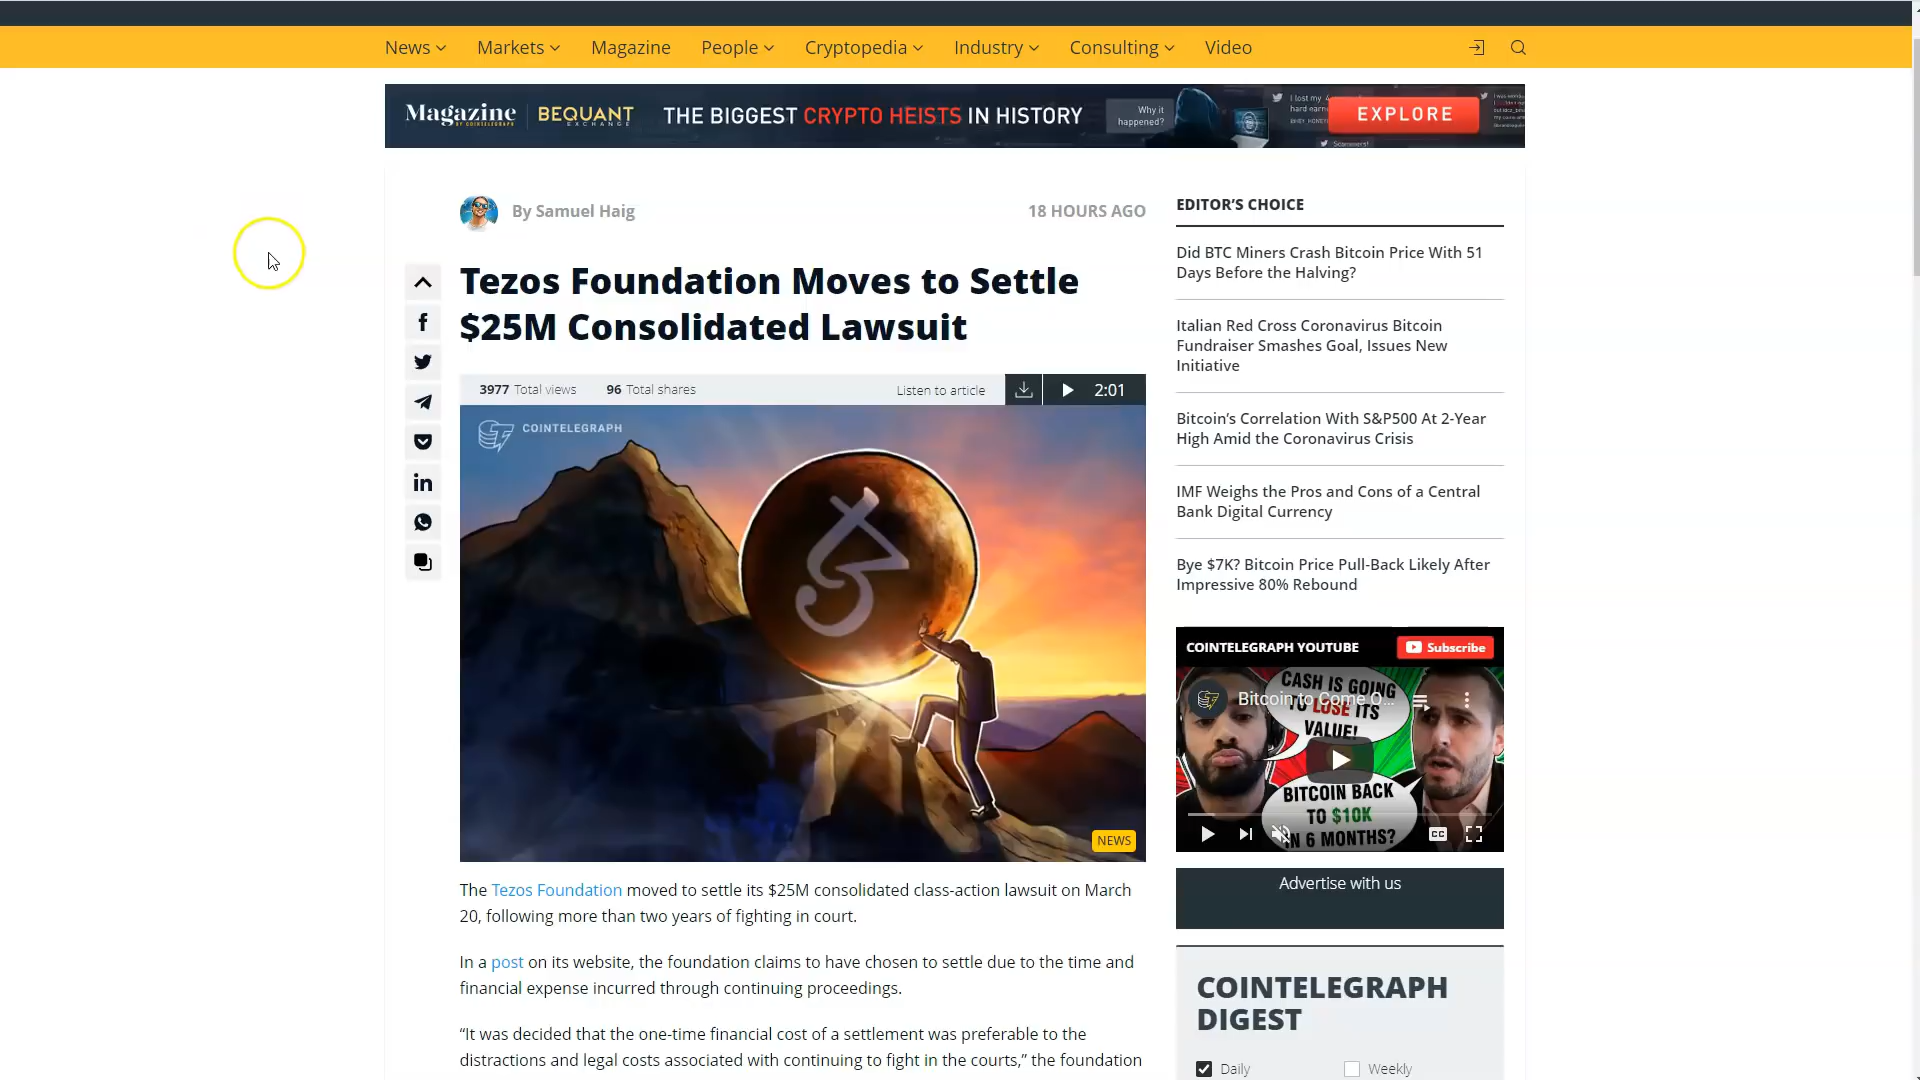 News
Markets
Magazine
People
Cryptopedia
Industry
Consulting
Video
Magazine
BEQUANT
EXCHANGE
THE BIGGEST CRYPTO HEISTS IN HISTORY
Why it
happened?
EXPLORE
By Samuel Haig
18 HOURS AGO
Tezos Foundation Moves to Settle
$25M Consolidated Lawsuit
3977 Total views
96 Total shares
Listen to article
2:01
COINTELEGRAPH
NEWS
The Tezos Foundation moved to settle its $25M consolidated class-action lawsuit on March
20, following more than two years of fighting in court.
In a post on its website, the foundation claims to have chosen to settle due to the time and
financial expense incurred through continuing proceedings.
“It was decided that the one-time financial cost of a settlement was preferable to the
distractions and legal costs associated with continuing to fight in the courts,” the foundation
EDITOR’S CHOICE
Did BTC Miners Crash Bitcoin Price With 51
Days Before the Halving?
Italian Red Cross Coronavirus Bitcoin
Fundraiser Smashes Goal, Issues New
Initiative
Bitcoin’s Correlation With S&P500 At 2-Year
High Amid the Coronavirus Crisis
IMF Weighs the Pros and Cons of a Central
Bank Digital Currency
Bye $7K? Bitcoin Price Pull-Back Likely After
Impressive 80% Rebound
COINTELEGRAPH YOUTUBE
Subscribe
Bitcoin to Come O...
CASH IS GOING
TO LOSE ITS
VALUE!
BITCOIN BACK
TO $10K
IN 6 MONTHS?
CC
Advertise with us
COINTELEGRAPH
DIGEST
Daily
Weekly